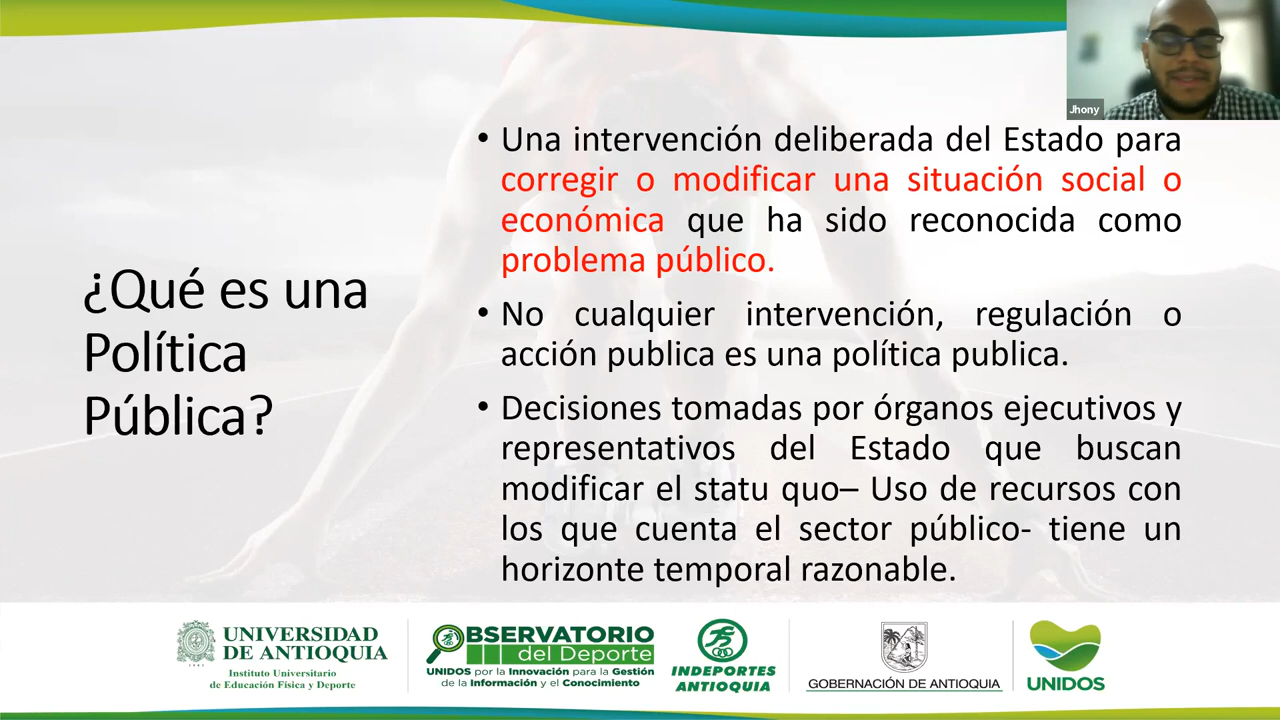 Jhony
¿Qué es una
Política
Pública?
• Una intervención deliberada del Estado para
corregir o modificar una situación social o
económica que ha sido reconocida como
problema público.
• No cualquier intervención, regulación o
acción publica es una política publica.
• Decisiones tomadas por órganos ejecutivos y
representativos del Estado que buscan
modificar el statu quo– Uso de recursos con
los que cuenta el sector público- tiene un
horizonte temporal razonable.
UNIVERSIDAD
DE ANTIOQUIA
Instituto Universitario
de Educación Física y Deporte
OBSERVATORIO
del Deporte
UNIDOS por la Innovación para la Gestión
de la Información y el Conocimiento
INDEPORTES
ANTIOQUIA
GOBERNACIÓN DE ANTIOQUIA
UNIDOS